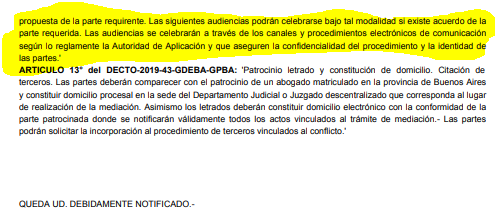 propuesta de la parte requirente. Las siguientes audiencias podrán celebrarse bajo tal modalidad si existe acuerdo de la
parte requerida. Las audiencias se celebrarán a través de los canales y procedimientos electrónicos de comunicación
según lo reglamente la Autoridad de Aplicación y que aseguren la confidencialidad del procedimiento y la identidad de
las partes.'
ARTICULO 13° del DECTO-2019-43-GDEBA-GPBA: 'Patrocinio letrado y constitución de domicilio. Citación de
terceros. Las partes deberán comparecer con el patrocinio de un abogado matriculado en la provincia de Buenos Aires
y constituir domicilio procesal en la sede del Departamento Judicial o Juzgado descentralizado que corresponda al lugar
de realización de la mediación. Asimismo los letrados deberán constituir domicilio electrónico con la conformidad de la
parte patrocinada donde se notificarán válidamente todos los actos vinculados al trámite de mediación.- Las partes
podrán solicitar la incorporación al procedimiento de terceros vinculados al conflicto.'
QUEDA UD. DEBIDAMENTE NOTIFICADO.-